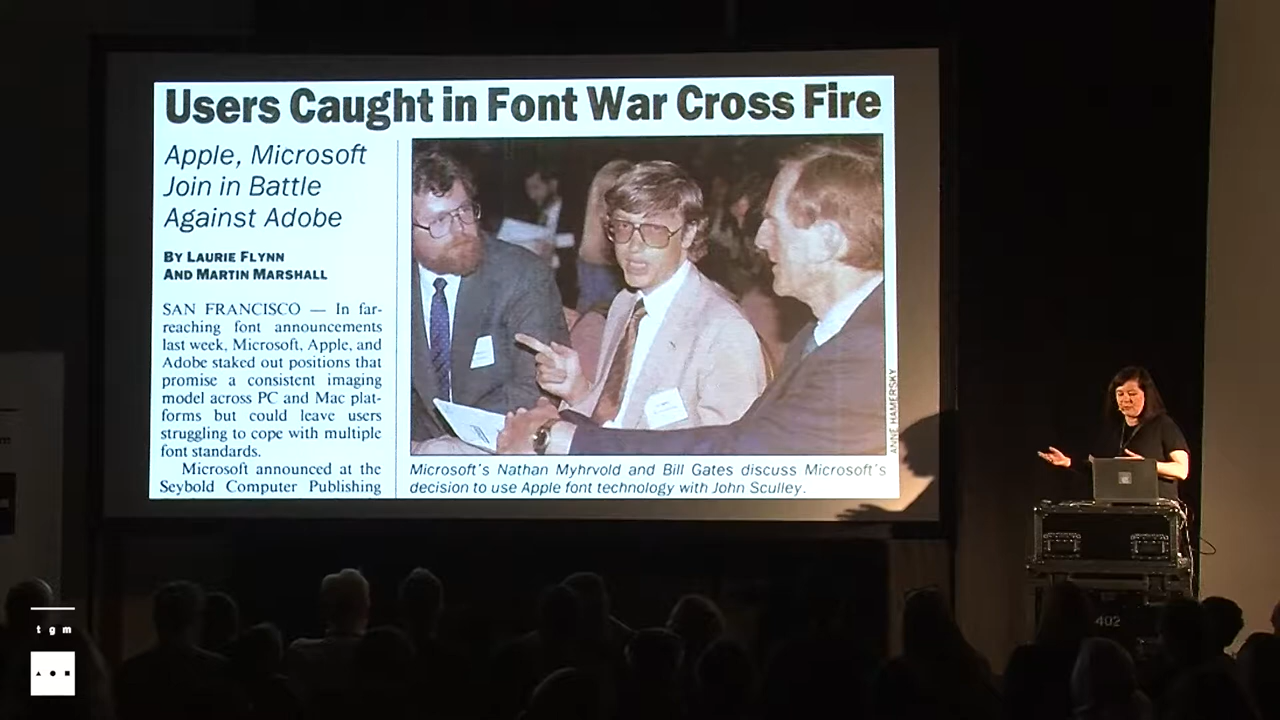 Users Caught in Font War Cross Fire
Apple, Microsoft
Join in Battle
Against Adobe
BY LAURIE FLYNN
AND MARTIN MARSHALL
SAN FRANCISCO — In far-
reaching font announcements
last week, Microsoft, Apple, and
Adobe staked out positions that
promise a consistent imaging
model across PC and Mac plat-
forms but could leave users
struggling to cope with multiple
font standards.
Microsoft announced at the
Seybold Computer Publishing
ANNE HAMERSKY
Microsoft's Nathan Myhrvold and Bill Gates discuss Microsoft's
decision to use Apple font technology with John Sculley.
402
tgm